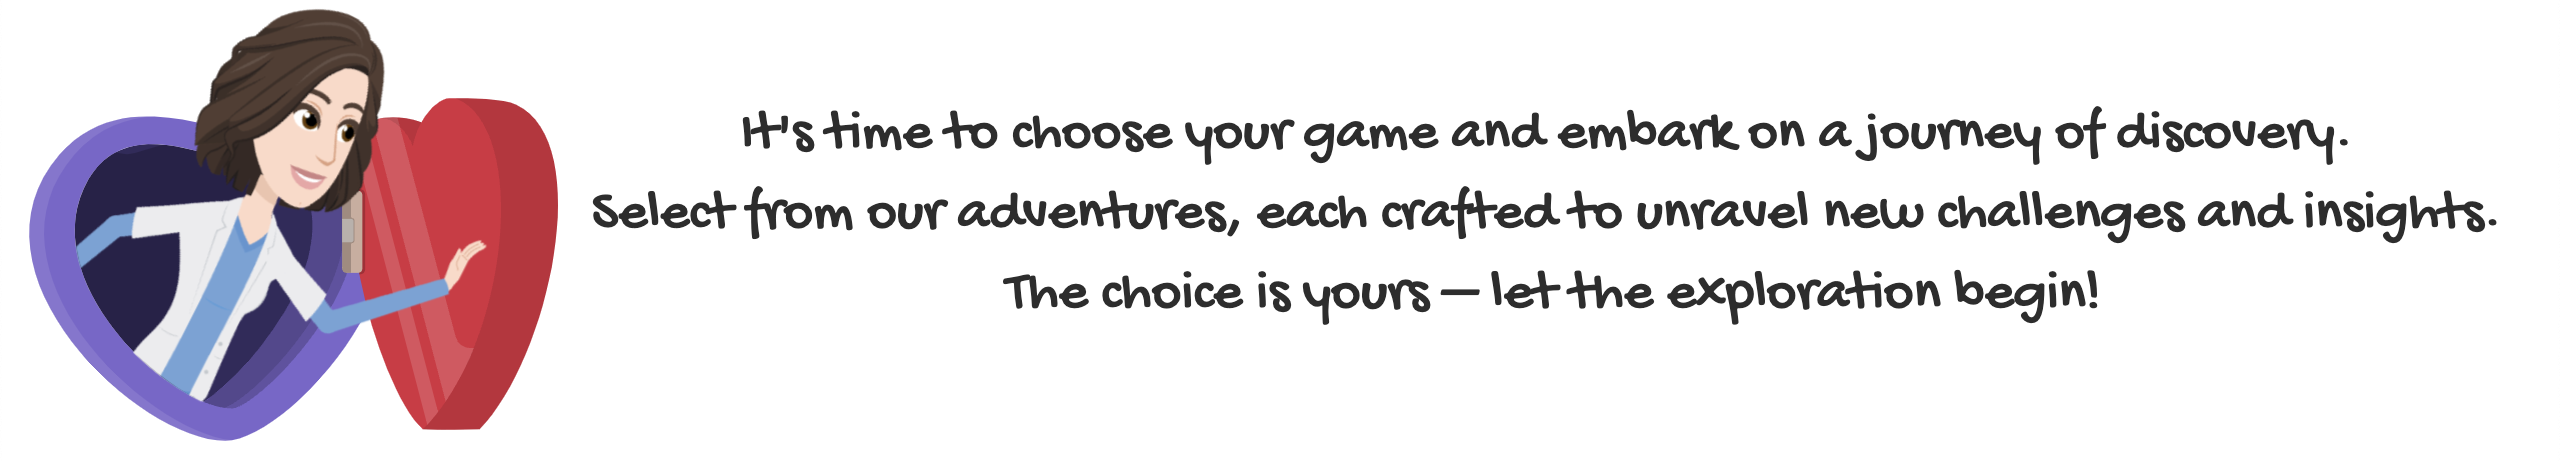 It's time to choose your game and embark on a journey of discovery.
Select from our adventures, each crafted to unravel new challenges and insights.
The choice is yours — let the exploration begin!